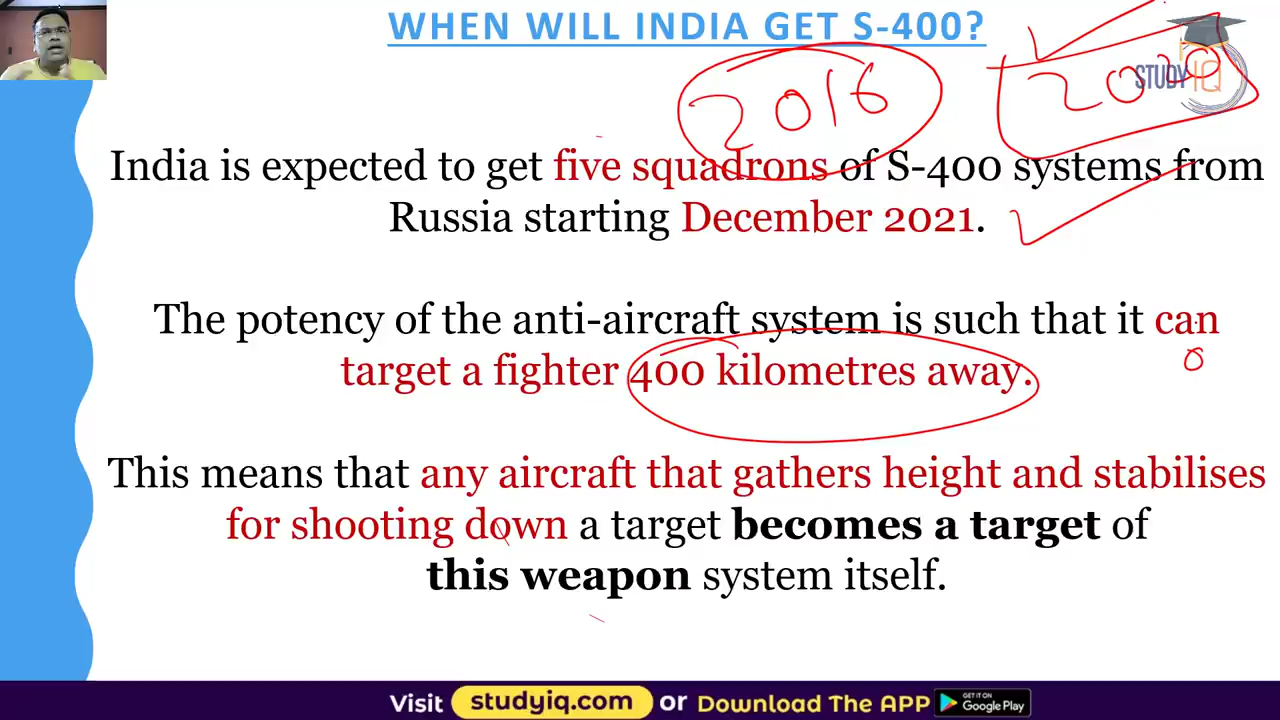 WHEN WILL INDIA GET S-400?
2016
STUDY IQ
India is expected to get five squadrons of S-400 systems from
Russia starting December 2021.
The potency of the anti-aircraft system is such that it can
target a fighter 400 kilometres away.
This means that any aircraft that gathers height and stabilises
for shooting down a target becomes a target of
this weapon system itself.
Visit studyiq.com or Download The APP GET IT ON Google Play